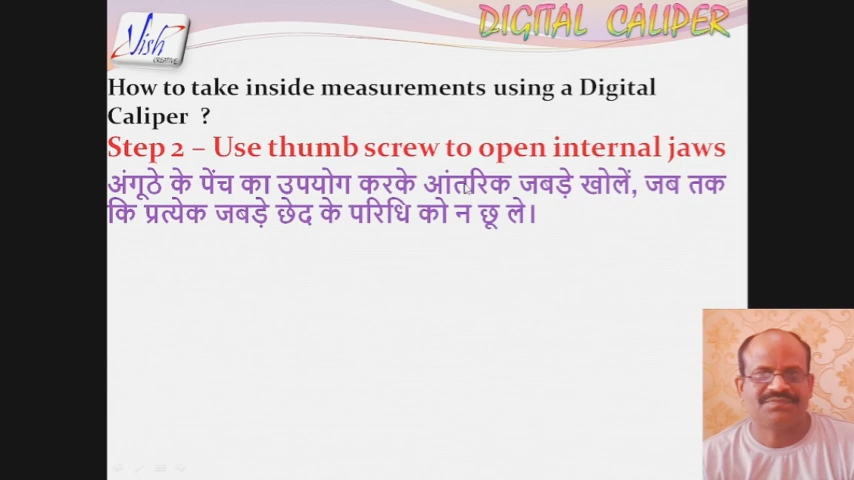 Vish
CREATIVE
DIGITAL CALIPER
How to take inside measurements using a Digital
Caliper ?
Step 2 – Use thumb screw to open internal jaws
अंगूठे के पेंच का उपयोग करके आंतरिक जबड़े खोलें, जब तक
कि प्रत्येक जबड़े छेद के परिधि को न छू ले।